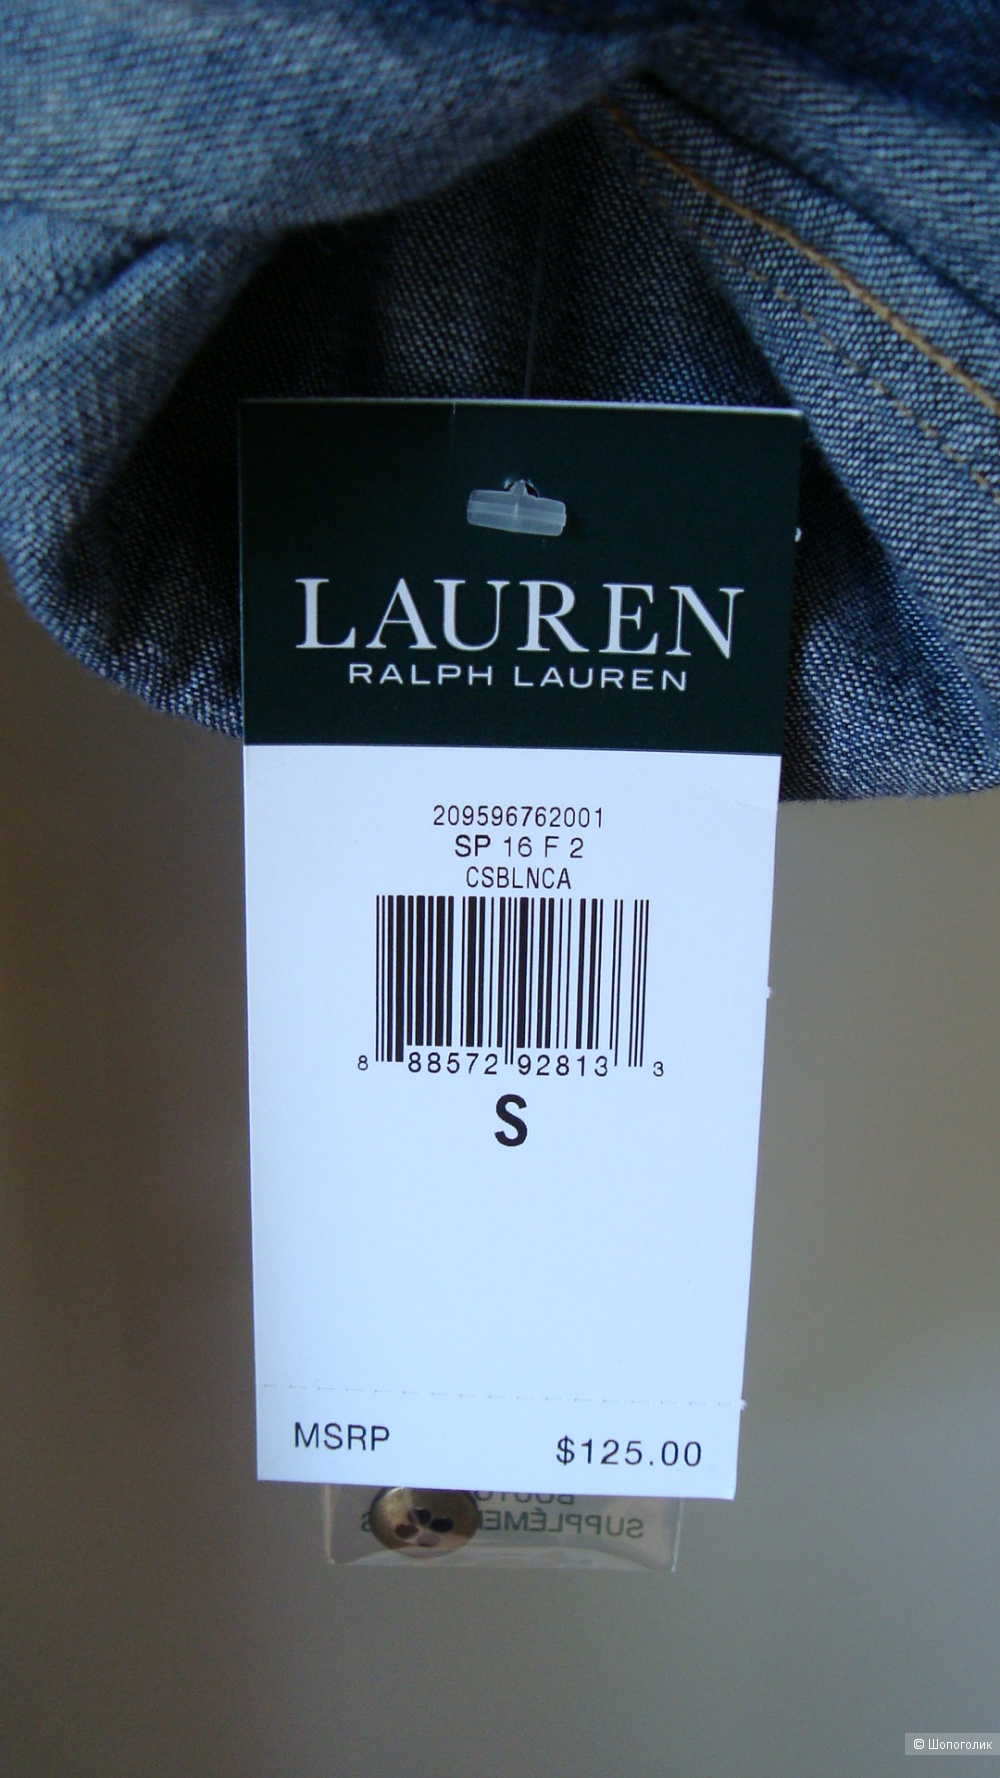 LAUREN
RALPH LAUREN
209596762001
SP 16 F 2
CSBLNCA
8 88572 92813 3
S
MSRP $125.00
© Шопоголик